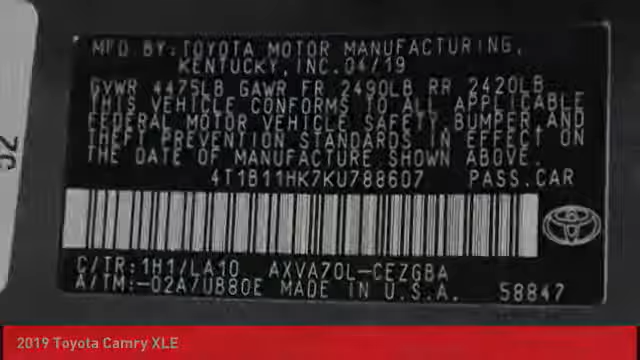 MFD BY:TOYOTA MOTOR MANUFACTURING,
KENTUCKY,INC.04/19
GVWR 4475LB GAWR FR 2490LB RR 2420LB
THIS VEHICLE CONFORMS TO ALL APPLICABLE
FEDERAL MOTOR VEHICLE SAFETY,BUMPER AND
THEFT PREVENTION STANDARDS IN EFFECT ON
THE DATE OF MANUFACTURE SHOWN ABOVE.
4T1B11HK7KU788607 PASS.CAR
C/TR:1H1/LA10 AXVA70L-CEZGBA
A/TM:-02A/UB80E MADE IN U.S.A. 58847
2019 Toyota Camry XLE